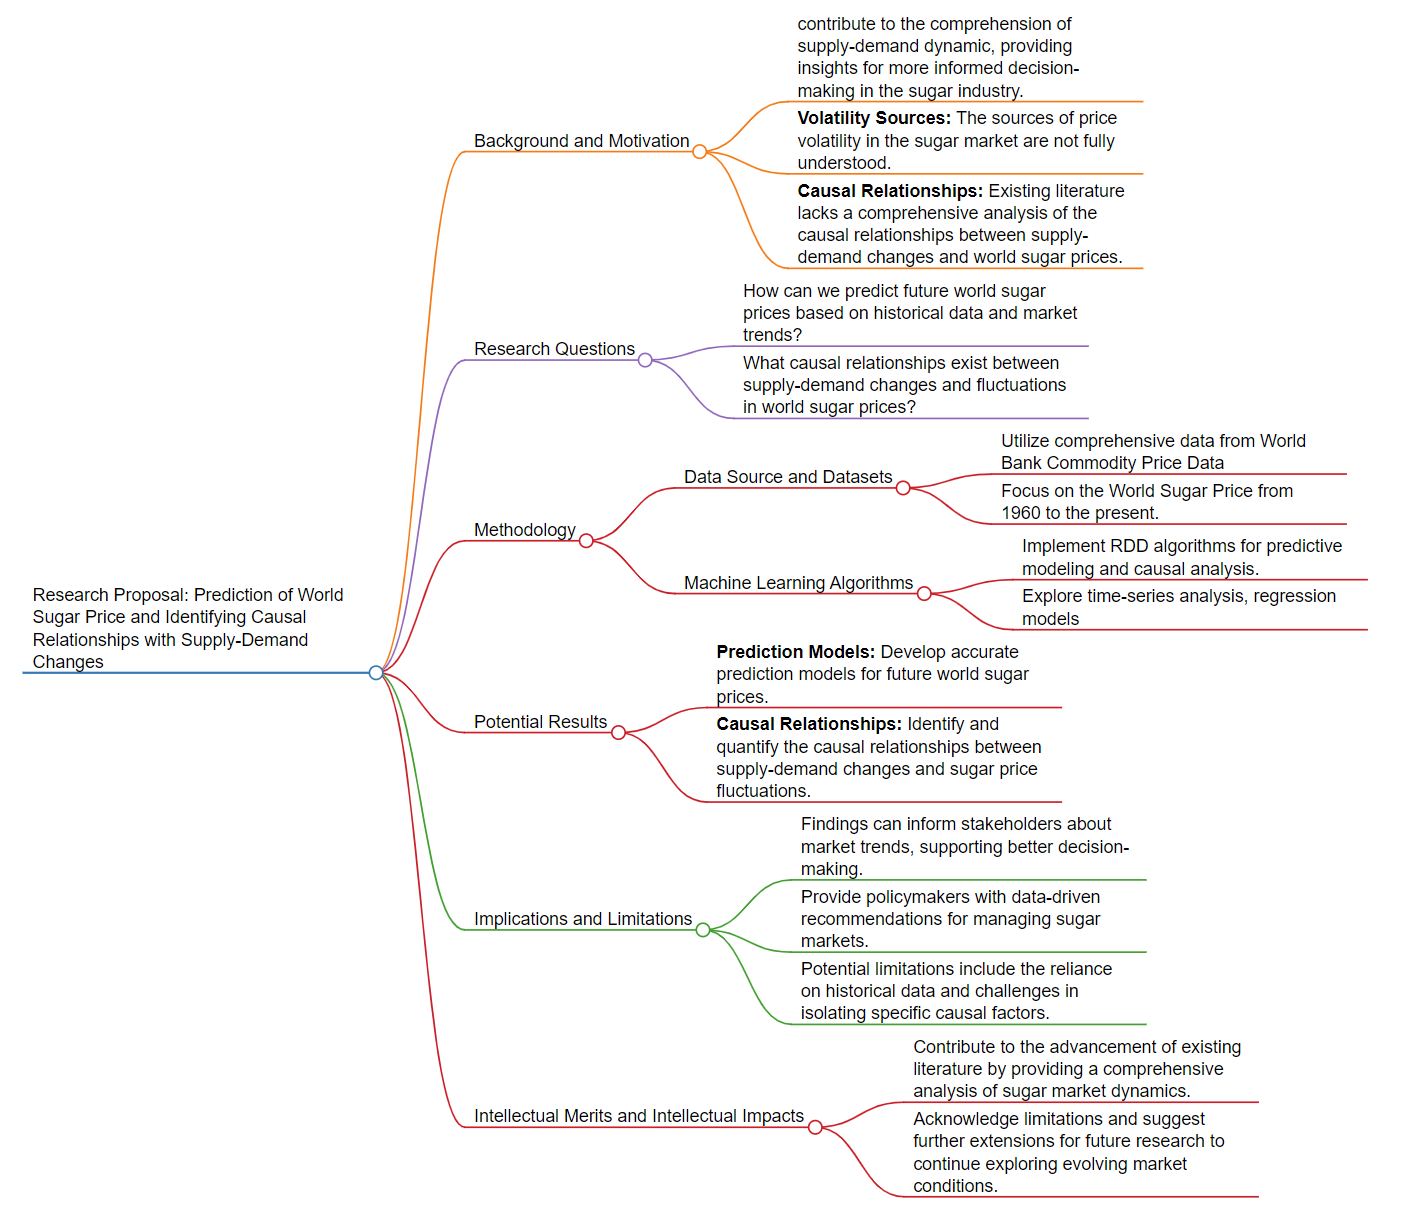 contribute to the comprehension of
supply-demand dynamic, providing
insights for more informed decision-
making in the sugar industry.
Background and Motivation
Volatility Sources: The sources of price
volatility in the sugar market are not fully
understood.
Causal Relationships: Existing literature
lacks a comprehensive analysis of the
causal relationships between supply-
demand changes and world sugar prices.
Research Questions
How can we predict future world sugar
prices based on historical data and market
trends?
What causal relationships exist between
supply-demand changes and fluctuations
in world sugar prices?
Methodology
Data Source and Datasets
Utilize comprehensive data from World
Bank Commodity Price Data
Focus on the World Sugar Price from
1960 to the present.
Machine Learning Algorithms
Implement RDD algorithms for predictive
modeling and causal analysis.
Explore time-series analysis, regression
models
Research Proposal: Prediction of World
Sugar Price and Identifying Causal
Relationships with Supply-Demand
Changes
Potential Results
Prediction Models: Develop accurate
prediction models for future world sugar
prices.
Causal Relationships: Identify and
quantify the causal relationships between
supply-demand changes and sugar price
fluctuations.
Implications and Limitations
Findings can inform stakeholders about
market trends, supporting better decision-
making.
Provide policymakers with data-driven
recommendations for managing sugar
markets.
Potential limitations include the reliance
on historical data and challenges in
isolating specific causal factors.
Intellectual Merits and Intellectual Impacts
Contribute to the advancement of existing
literature by providing a comprehensive
analysis of sugar market dynamics.
Acknowledge limitations and suggest
further extensions for future research to
continue exploring evolving market
conditions.